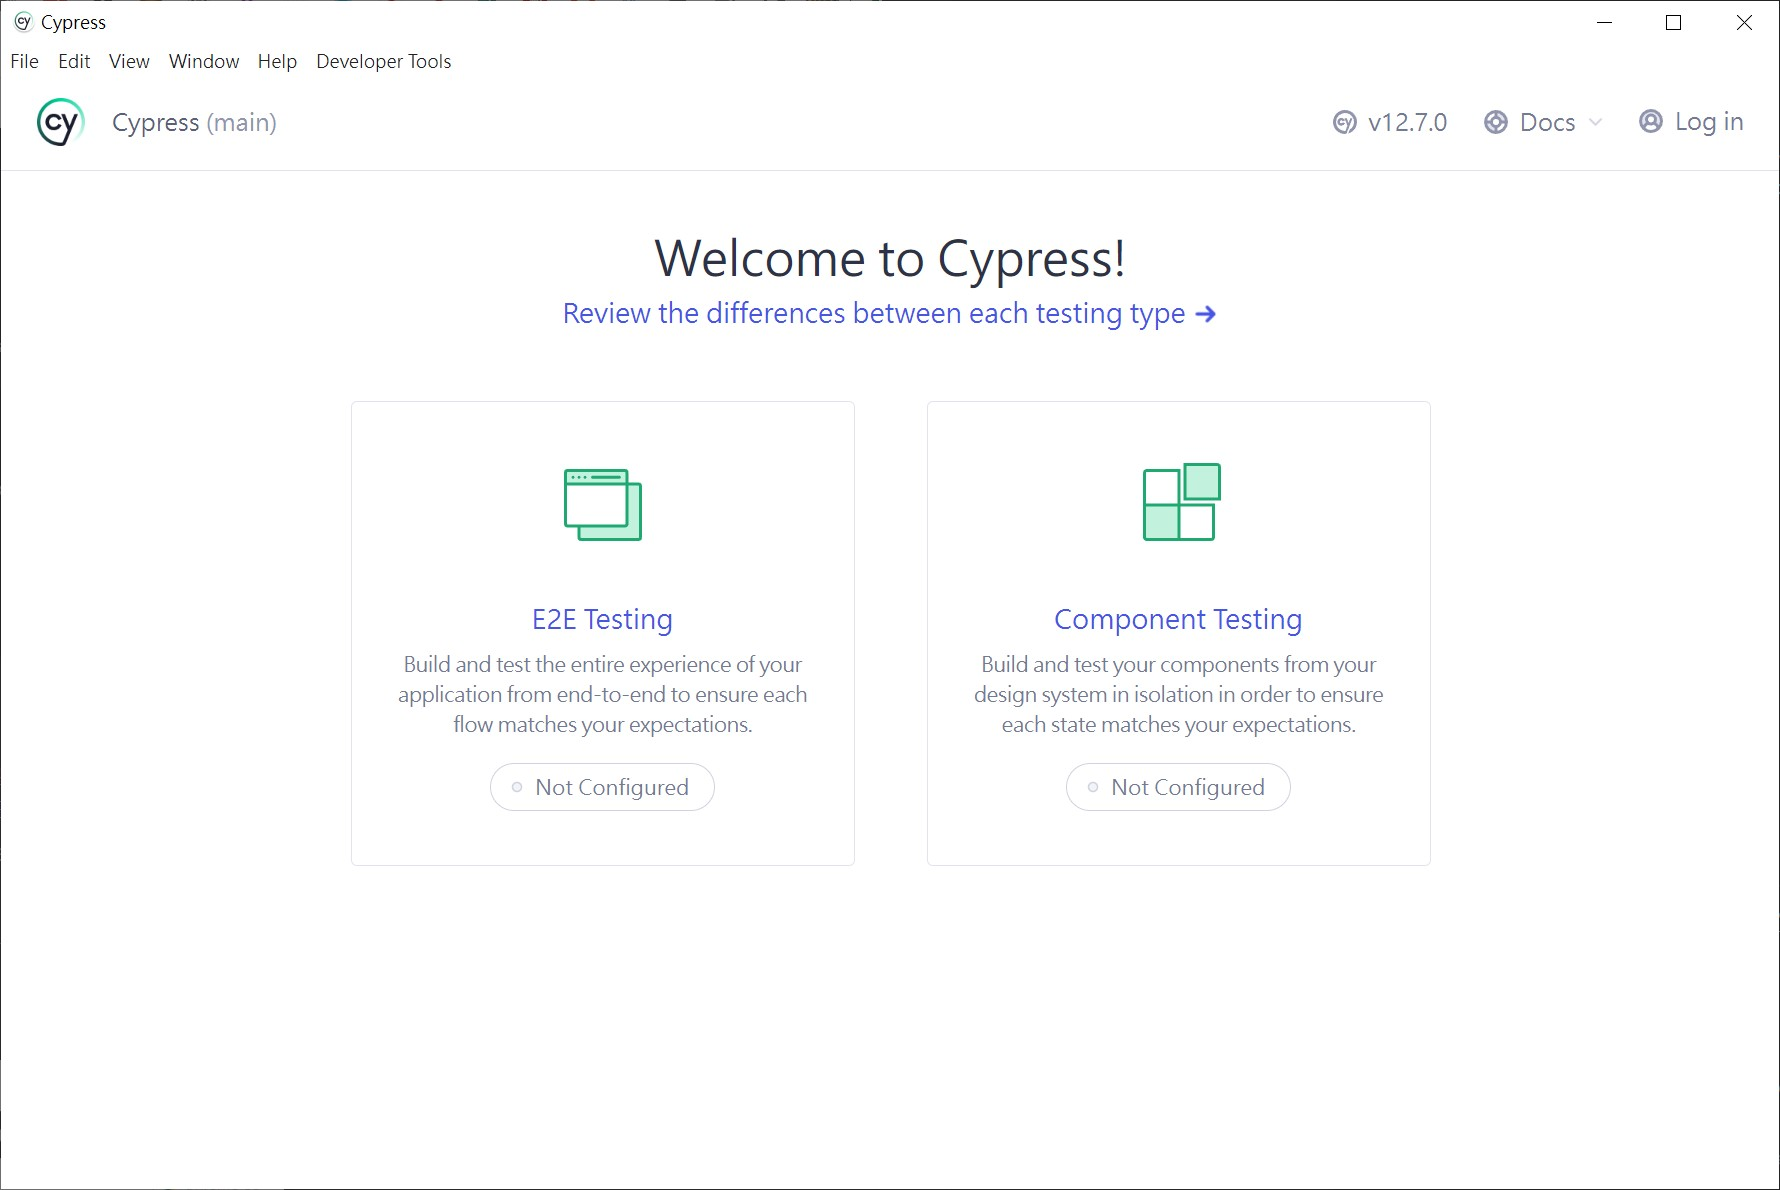 Cypress
File Edit View Window Help Developer Tools
cy Cypress (main) cy v12.7.0 Docs Log in
Welcome to Cypress!
Review the differences between each testing type →
E2E Testing
Build and test the entire experience of your
application from end-to-end to ensure each
flow matches your expectations.
Not Configured
Component Testing
Build and test your components from your
design system in isolation in order to ensure
each state matches your expectations.
Not Configured